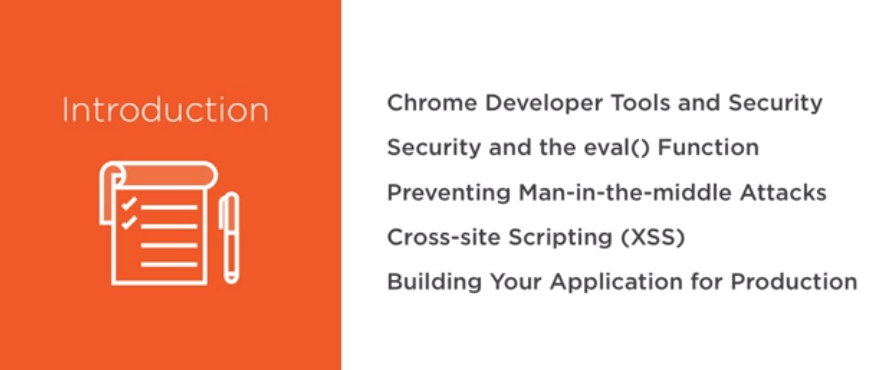 Introduction
Chrome Developer Tools and Security
Security and the eval() Function
Preventing Man-in-the-middle Attacks
Cross-site Scripting (XSS)
Building Your Application for Production